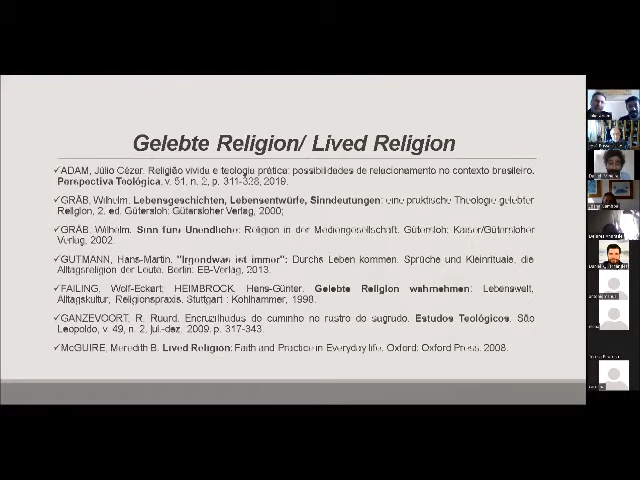 Gelebte Religion/ Lived Religion
✓ADAM, Júlio Cézar. Religião vivida e teologia prática: possibilidades de relacionamento no contexto brasileiro.
Perspectiva Teológica, v. 51, n. 2, p. 311-328, 2019.
✓GRÄB, Wilhelm. Lebensgeschichten, Lebensentwürfe, Sinndeutungen: eine praktische Theologie gelebter
Religion, 2. ed. Gütersloh: Gütersloher Verlag, 2000;
✓GRÄB, Wilhelm. Sinn fürs Unendliche: Religion in der Mediengesellschaft. Gütersloh: Kaiser/Gütersloher
Verlag, 2002.
✓GUTMANN, Hans-Martin. "Irgendwas ist immer": Durchs Leben kommen. Sprüche und Kleinrituale, die
Alltagsreligion der Leute. Berlin: EB-Verlag, 2013.
✓FAILING, Wolf-Eckert; HEIMBROCK, Hans-Günter. Gelebte Religion wahrnehmen: Lebenswelt,
Alltagskultur, Religionspraxis. Stuttgart : Kohlhammer, 1998.
✓GANZEVOORT, R. Ruard. Encruzilhadas do caminho no rastro do sagrado. Estudos Teológicos. São
Leopoldo, v. 49, n. 2, jul.-dez. 2009. p. 317-343.
✓McGUIRE, Meredith B. Lived Religion: Faith and Practice in Everyday life. Oxford: Oxford Press. 2008.